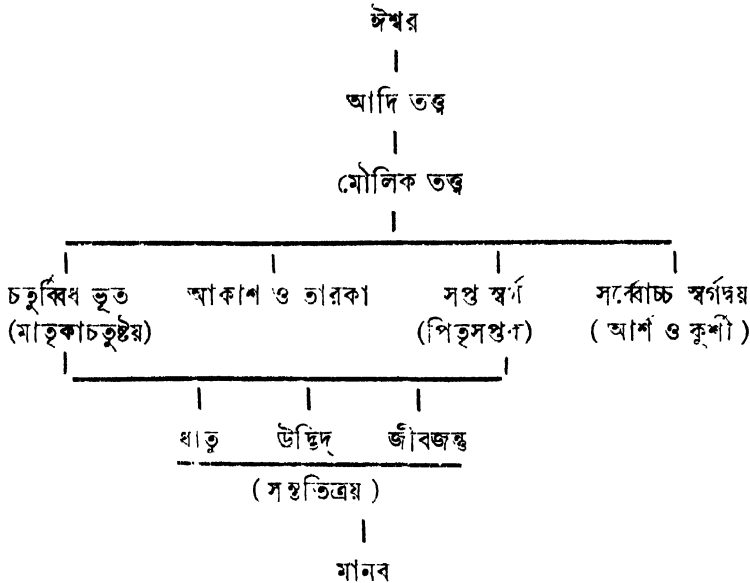 ঈশ্বর
আদি তত্ত্ব
মৌলিক তত্ত্ব
চতুর্ব্বিধ ভূত আকাশ ও তারকা সপ্ত স্বর্গ সর্ব্বোচ্চ স্বর্গদ্বয়
(মাতৃকাচতুষ্টয়) (পিতৃসপ্তক) (আর্শ ও কুর্শী)
ধাতু উদ্ভিদ্ জীবজন্তু
(সন্ততিত্রয়)
মানব